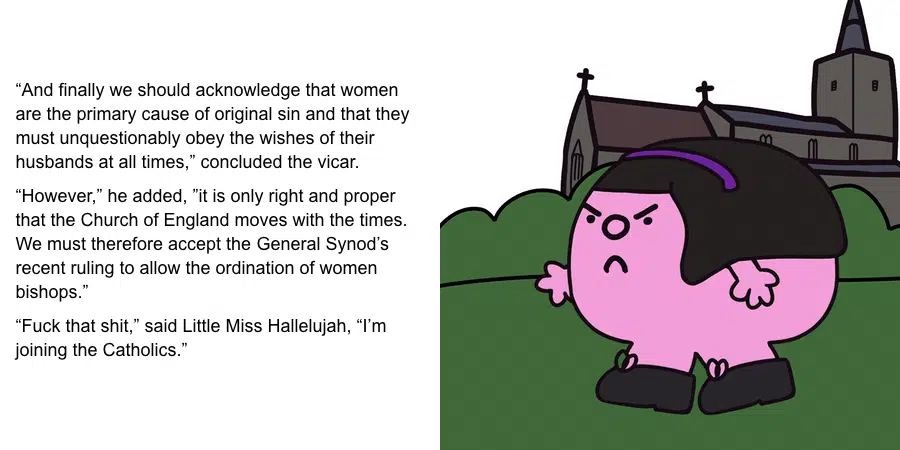 “And finally we should acknowledge that women
are the primary cause of original sin and that they
must unquestionably obey the wishes of their
husbands at all times,” concluded the vicar.
“However,” he added, ”it is only right and proper
that the Church of England moves with the times.
We must therefore accept the General Synod’s
recent ruling to allow the ordination of women
bishops.”
“Fuck that shit,” said Little Miss Hallelujah, “I’m
joining the Catholics.”